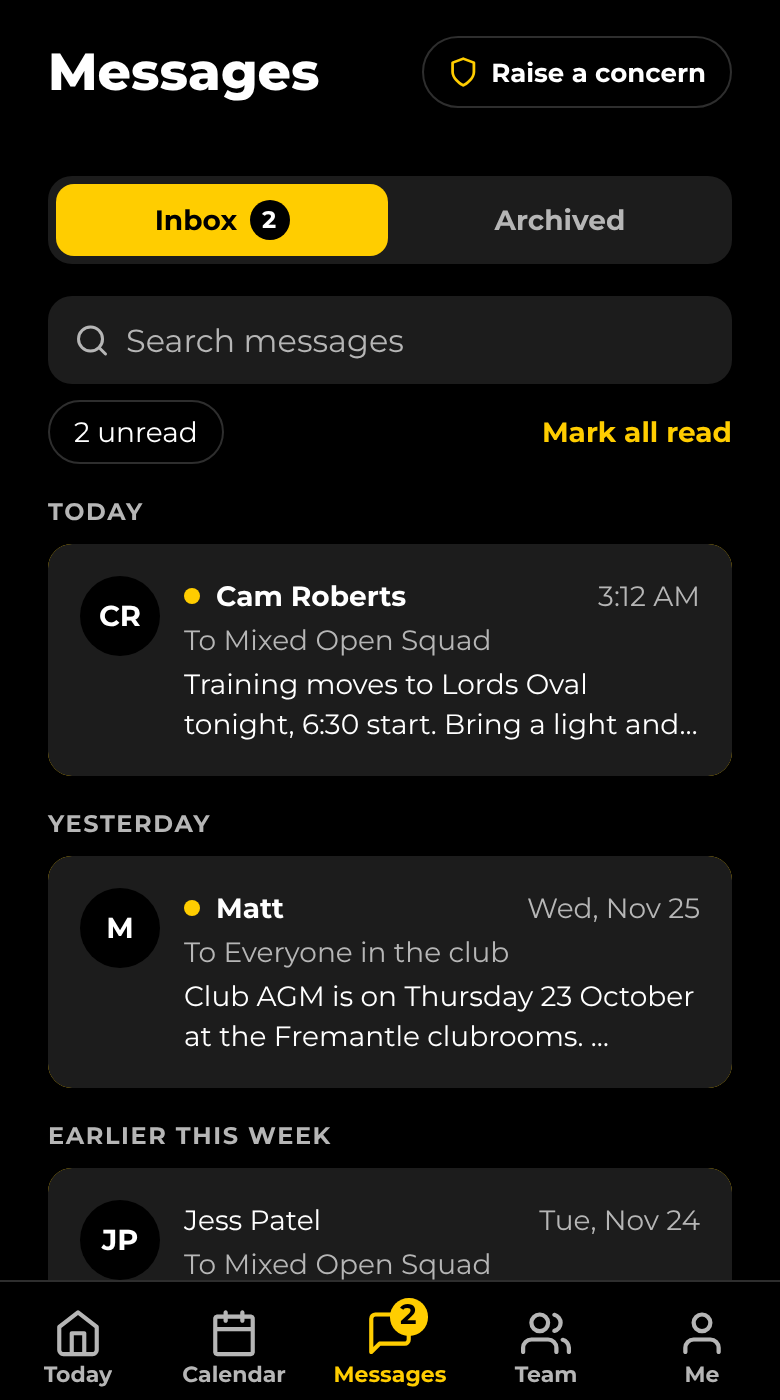 Messages
Raise a concern
Inbox 2
Archived
Search messages
2 unread
Mark all read
TODAY
CR
Cam Roberts
3:12 AM
To Mixed Open Squad
Training moves to Lords Oval
tonight, 6:30 start. Bring a light and...
YESTERDAY
M
Matt
Wed, Nov 25
To Everyone in the club
Club AGM is on Thursday 23 October
at the Fremantle clubrooms. ...
EARLIER THIS WEEK
JP
Jess Patel
Tue, Nov 24
To Mixed Open Squad
2
Today
Calendar
Messages
Team
Me